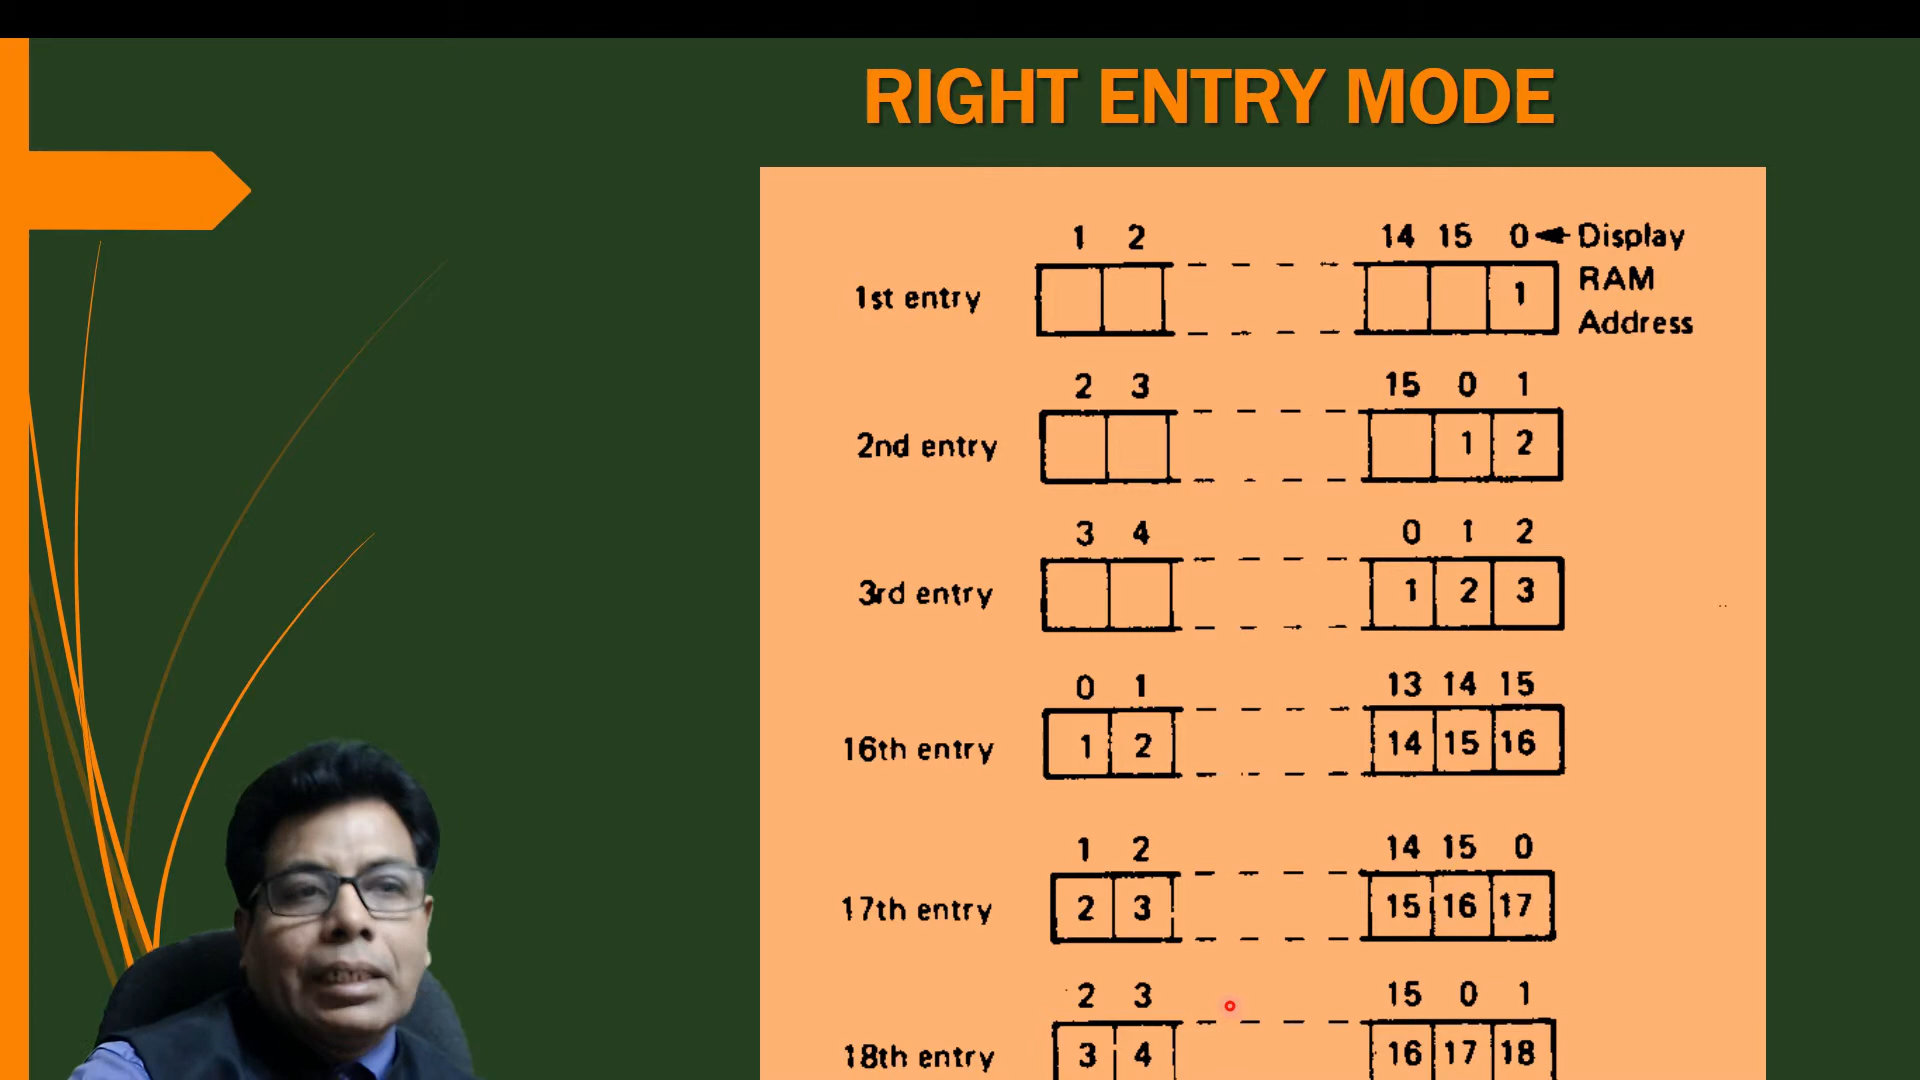 RIGHT ENTRY MODE
1 2 14 15 0 Display
RAM
Address
1st entry 1
2 3 15 0 1
2nd entry 1 2
3 4 0 1 2
3rd entry 1 2 3
0 1 13 14 15
16th entry 1 2 14 15 16
1 2 14 15 0
17th entry 2 3 15 16 17
2 3 15 0 1
18th entry 3 4 16 17 18